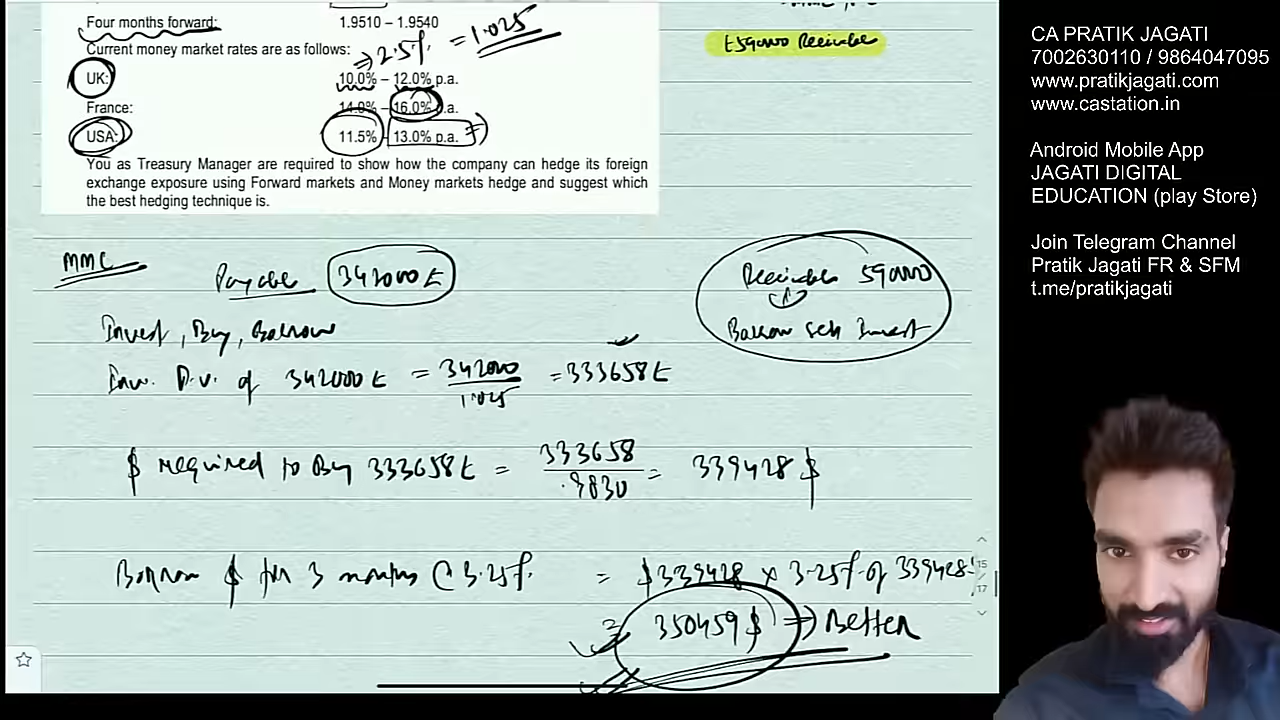 Four months forward: 1.9510 – 1.9540
Current money market rates are as follows:
⇒ 2.5% = 1.025
UK: 10.0% – 12.0% p.a.
France: 14.0% – 16.0% p.a.
USA: 11.5% – 13.0% p.a. ⇒
You as Treasury Manager are required to show how the company can hedge its foreign
exchange exposure using Forward markets and Money markets hedge and suggest which
the best hedging technique is.
£59000 Receivable
MMC
Payable 342000 £
Receivable 59000
Borrow Sell Invest
Invest, Buy, Borrow
Inv. P.v. of 342000 £ = 342000 / 1.025 = 333658 £
$ required to Buy 333658 £ = 333658 / .9830 = 339428 $
Borrow $ for 3 months @ 3.25% = $339428 × 3.25% of 339428
= 350459 $ ⇒ Better
15
17
CA PRATIK JAGATI
7002630110 / 9864047095
www.pratikjagati.com
www.castation.in
Android Mobile App
JAGATI DIGITAL
EDUCATION (play Store)
Join Telegram Channel
Pratik Jagati FR & SFM
t.me/pratikjagati